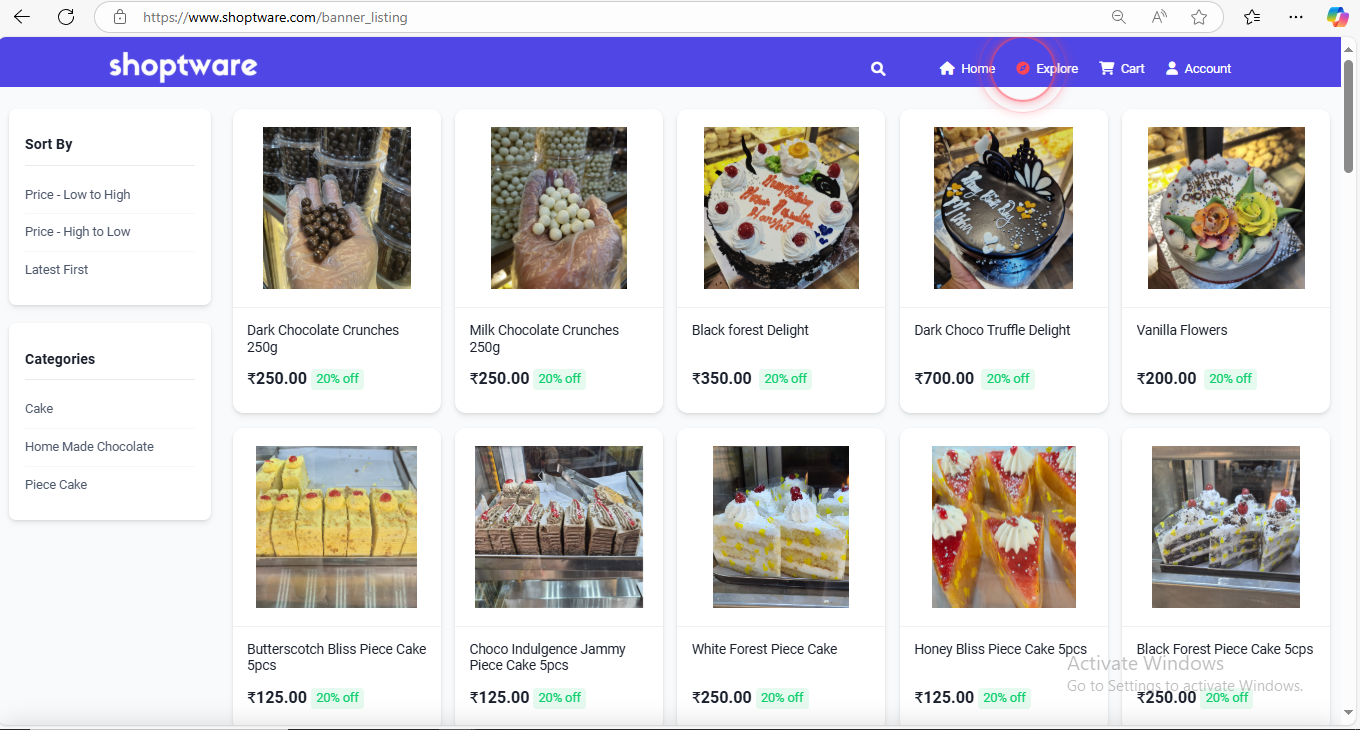 https://www.shoptware.com/banner_listing
shoptware
Home
Explore
Cart
Account
Sort By
Price - Low to High
Price - High to Low
Latest First
Categories
Cake
Home Made Chocolate
Piece Cake
Dark Chocolate Crunches
250g
₹250.00 20% off
Milk Chocolate Crunches
250g
₹250.00 20% off
Black forest Delight
₹350.00 20% off
Dark Choco Truffle Delight
₹700.00 20% off
Vanilla Flowers
₹200.00 20% off
Butterscotch Bliss Piece Cake
5pcs
₹125.00 20% off
Choco Indulgence Jammy
Piece Cake 5pcs
₹125.00 20% off
White Forest Piece Cake
₹250.00 20% off
Honey Bliss Piece Cake 5pcs
₹125.00 20% off
Black Forest Piece Cake 5cps
₹250.00 20% off
Activate Windows
Go to Settings to activate Windows.